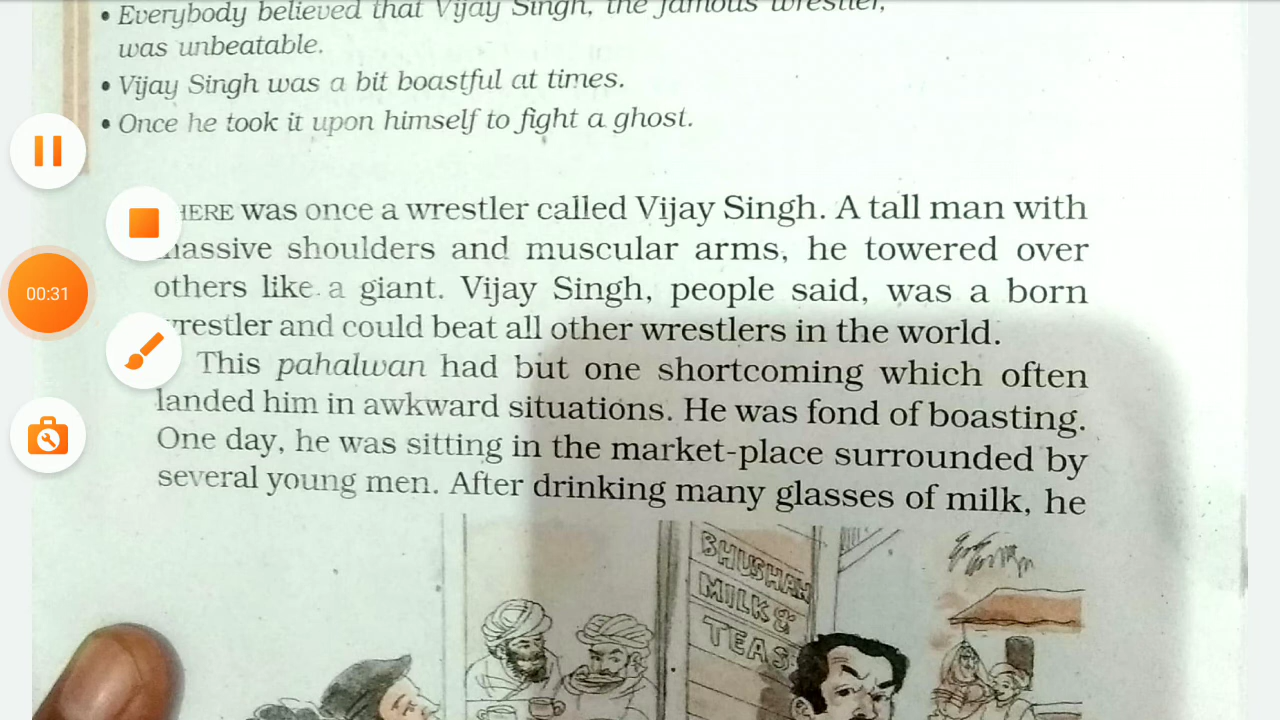 • Everybody believed that Vijay Singh, the famous wrestler,
was unbeatable.
• Vijay Singh was a bit boastful at times.
• Once he took it upon himself to fight a ghost.
HERE was once a wrestler called Vijay Singh. A tall man with
massive shoulders and muscular arms, he towered over
others like a giant. Vijay Singh, people said, was a born
wrestler and could beat all other wrestlers in the world.
00:31
This pahalwan had but one shortcoming which often
landed him in awkward situations. He was fond of boasting.
One day, he was sitting in the market-place surrounded by
several young men. After drinking many glasses of milk, he
BHUSHAN
MILK &
TEAS